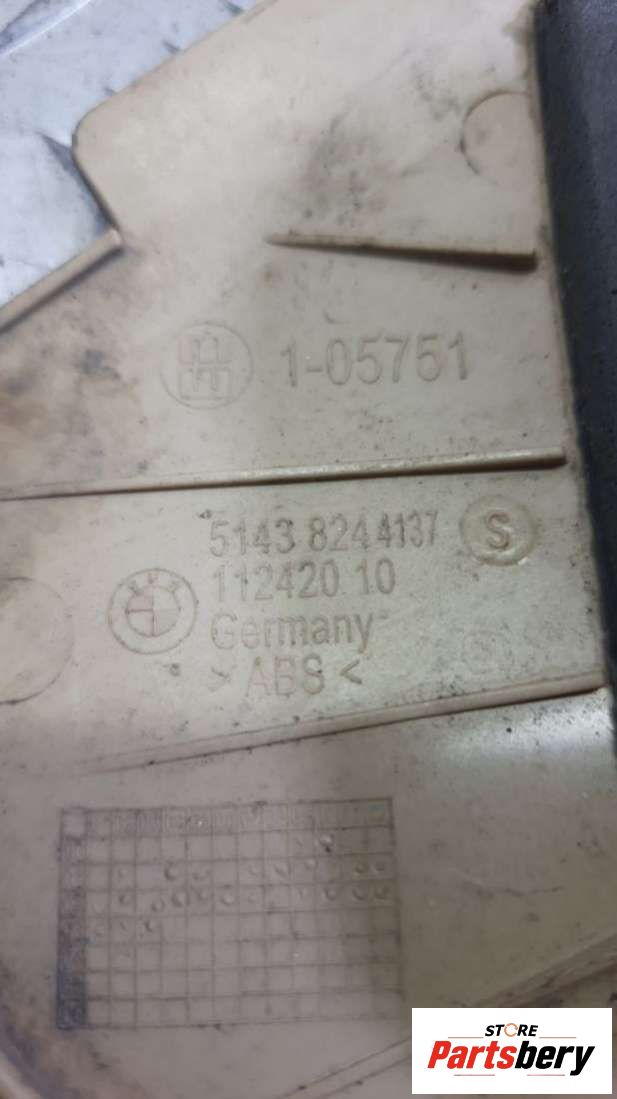 1-05751
5143 8244137 S
112420 10
Germany
> ABS <
STORE
Partsbery